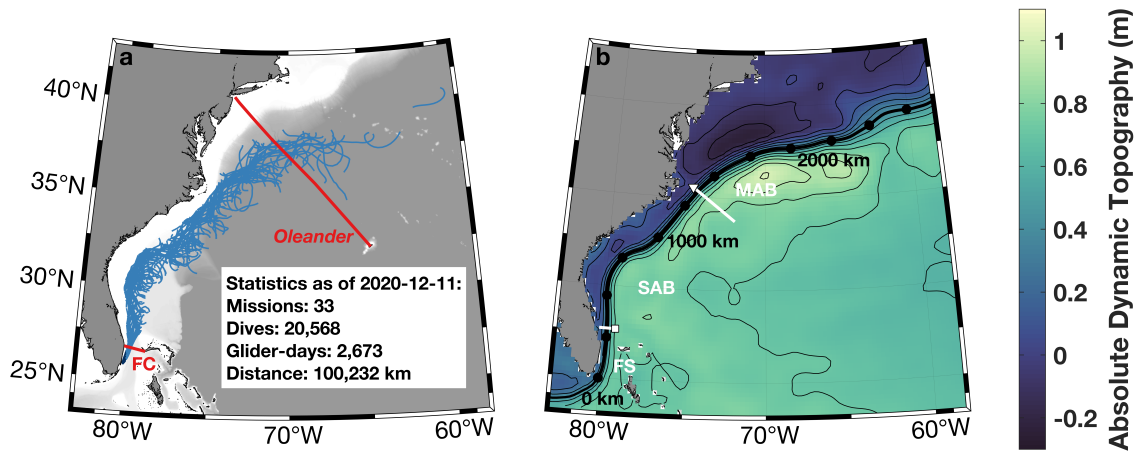 a
40°N
35°N
30°N
25°N
80°W
70°W
60°W
Oleander
FC
Statistics as of 2020-12-11:
Missions: 33
Dives: 20,568
Glider-days: 2,673
Distance: 100,232 km
b
2000 km
MAB
1000 km
SAB
FS
0 km
80°W
70°W
60°W
1
0.8
0.6
0.4
0.2
0
-0.2
Absolute Dynamic Topography (m)